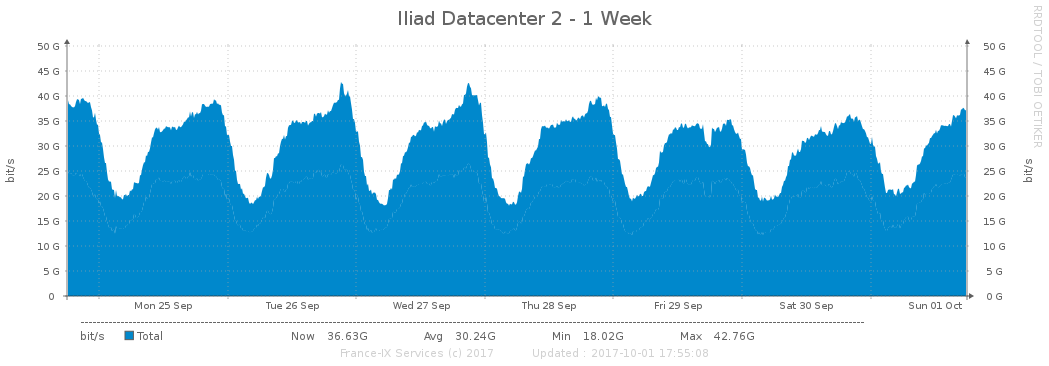 Iliad Datacenter 2 - 1 Week
RRDTOOL / TOBI OETIKER
bit/s
50 G 50 G
45 G 45 G
40 G 40 G
35 G 35 G
30 G 30 G
25 G 25 G
20 G 20 G
15 G 15 G
10 G 10 G
5 G 5 G
0 0 G
bit/s
Mon 25 Sep Tue 26 Sep Wed 27 Sep Thu 28 Sep Fri 29 Sep Sat 30 Sep Sun 01 Oct
bit/s Total Now 36.63G Avg 30.24G Min 18.02G Max 42.76G
France-IX Services (c) 2017 Updated : 2017-10-01 17:55:08